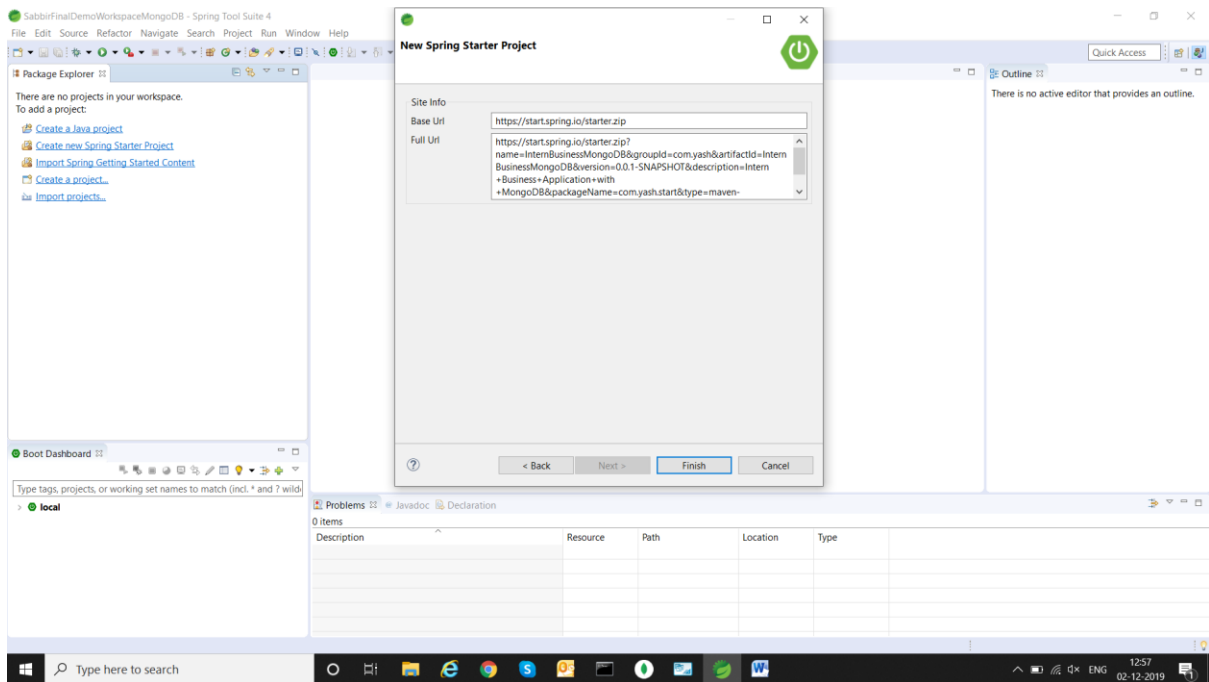 SabbirFinalDemoWorkspaceMongoDB - Spring Tool Suite 4
File Edit Source Refactor Navigate Search Project Run Window Help
Quick Access
Package Explorer
There are no projects in your workspace.
To add a project:
Create a Java project
Create new Spring Starter Project
Import Spring Getting Started Content
Create a project...
Import projects...
New Spring Starter Project
Site Info
Base Url https://start.spring.io/starter.zip
Full Url https://start.spring.io/starter.zip?
name=InternBusinessMongoDB&groupId=com.yash&artifactId=Intern
BusinessMongoDB&version=0.0.1-SNAPSHOT&description=Intern
+Business+Application+with
+MongoDB&packageName=com.yash.start&type=maven-
< Back Next > Finish Cancel
Outline
There is no active editor that provides an outline.
Boot Dashboard
Type tags, projects, or working set names to match (incl. * and ? wild
local
Problems Javadoc Declaration
0 items
Description Resource Path Location Type
Type here to search
ENG
12:57
02-12-2019